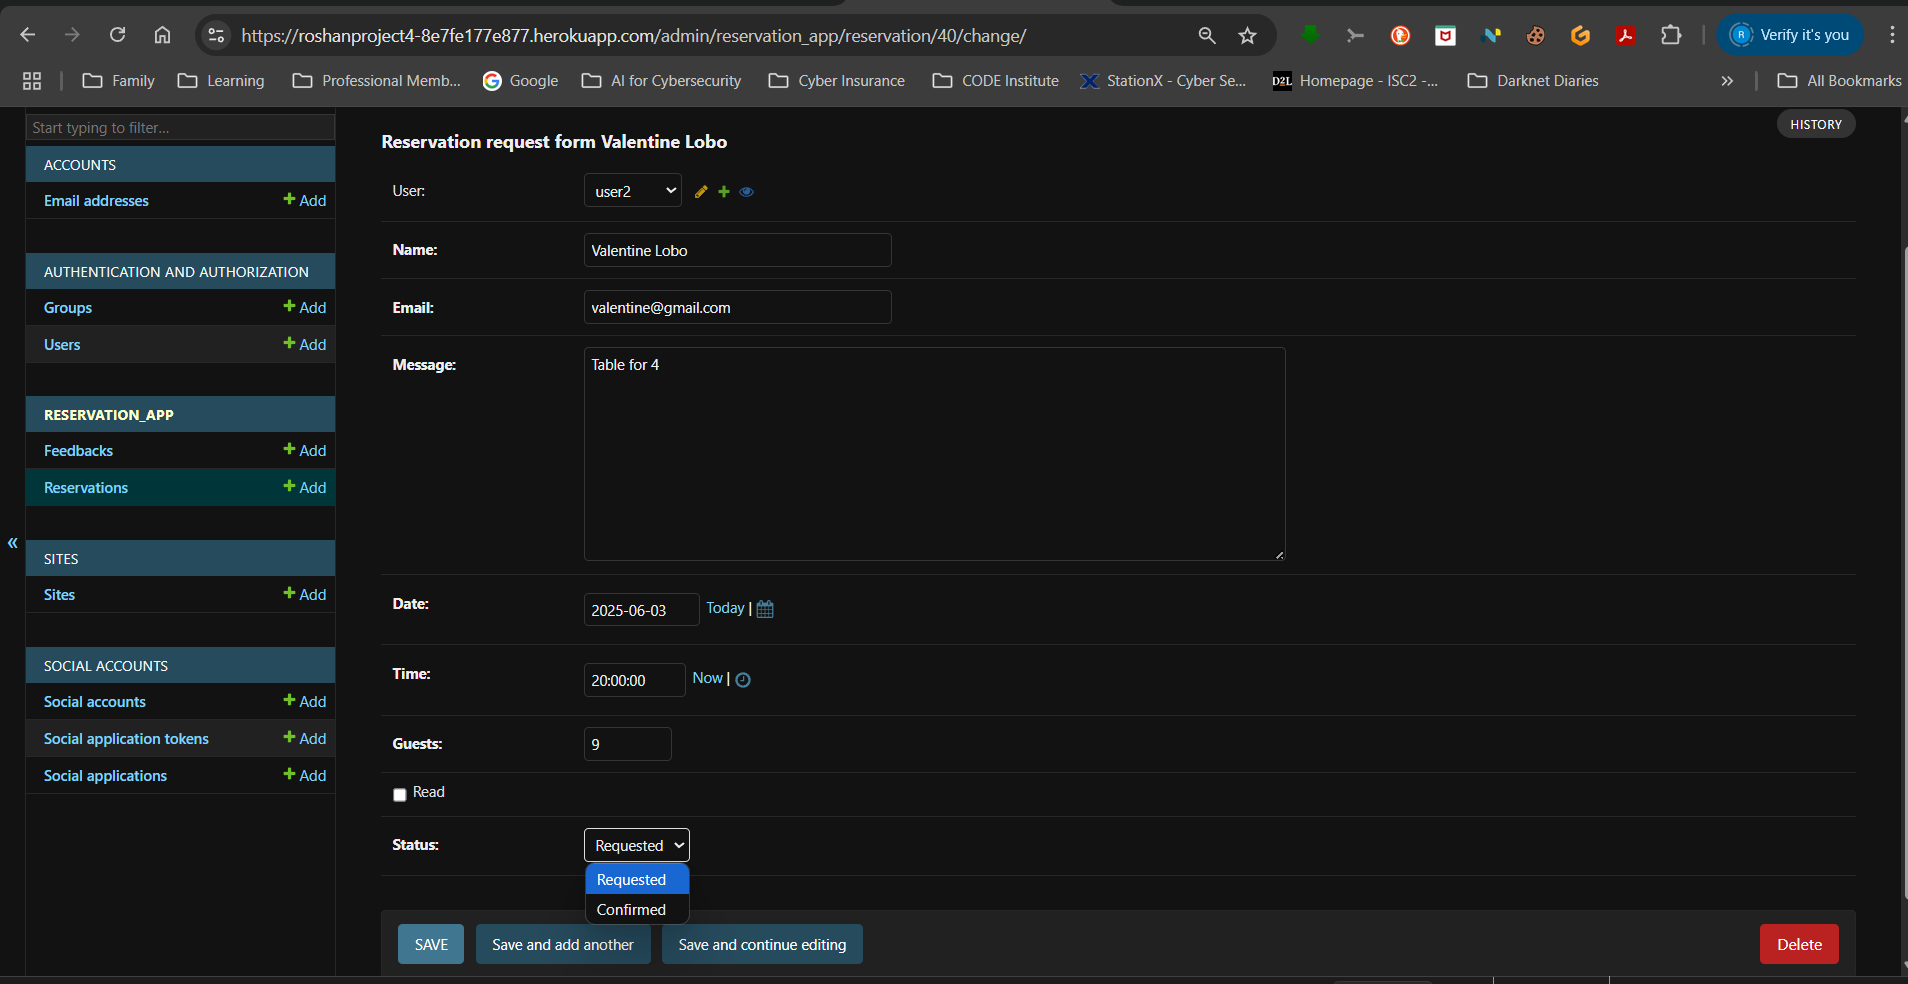 https://roshanproject4-8e7fe177e877.herokuapp.com/admin/reservation_app/reservation/40/change/
R Verify it's you
Family Learning Professional Memb... Google AI for Cybersecurity Cyber Insurance CODE Institute StationX - Cyber Se... D2L Homepage - ISC2 -... Darknet Diaries » All Bookmarks
Start typing to filter...
HISTORY
Reservation request form Valentine Lobo
ACCOUNTS
Email addresses + Add
AUTHENTICATION AND AUTHORIZATION
Groups + Add
Users + Add
RESERVATION_APP
Feedbacks + Add
Reservations + Add
«
SITES
Sites + Add
SOCIAL ACCOUNTS
Social accounts + Add
Social application tokens + Add
Social applications + Add
User: user2
Name: Valentine Lobo
Email: valentine@gmail.com
Message: Table for 4
Date: 2025-06-03 Today |
Time: 20:00:00 Now |
Guests: 9
Read
Status: Requested
Requested
Confirmed
SAVE Save and add another Save and continue editing Delete